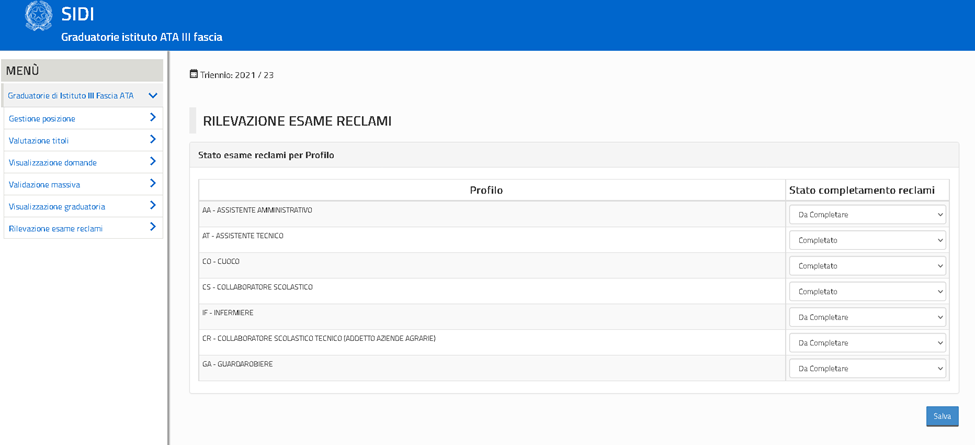 SIDI
Graduatorie istituto ATA III fascia
MENÙ
Graduatorie di Istituto III Fascia ATA
Gestione posizione
Valutazione titoli
Visualizzazione domande
Validazione massiva
Visualizzazione graduatoria
Rilevazione esame reclami
Triennio: 2021 / 23
RILEVAZIONE ESAME RECLAMI
Stato esame reclami per Profilo
Profilo Stato completamento reclami
AA - ASSISTENTE AMMINISTRATIVO Da Completare
AT - ASSISTENTE TECNICO Completato
CO - CUOCO Completato
CS - COLLABORATORE SCOLASTICO Completato
IF - INFERMIERE Da Completare
CR - COLLABORATORE SCOLASTICO TECNICO (ADDETTO AZIENDE AGRARIE) Da Completare
GA - GUARDAROBIERE Da Completare
Salva